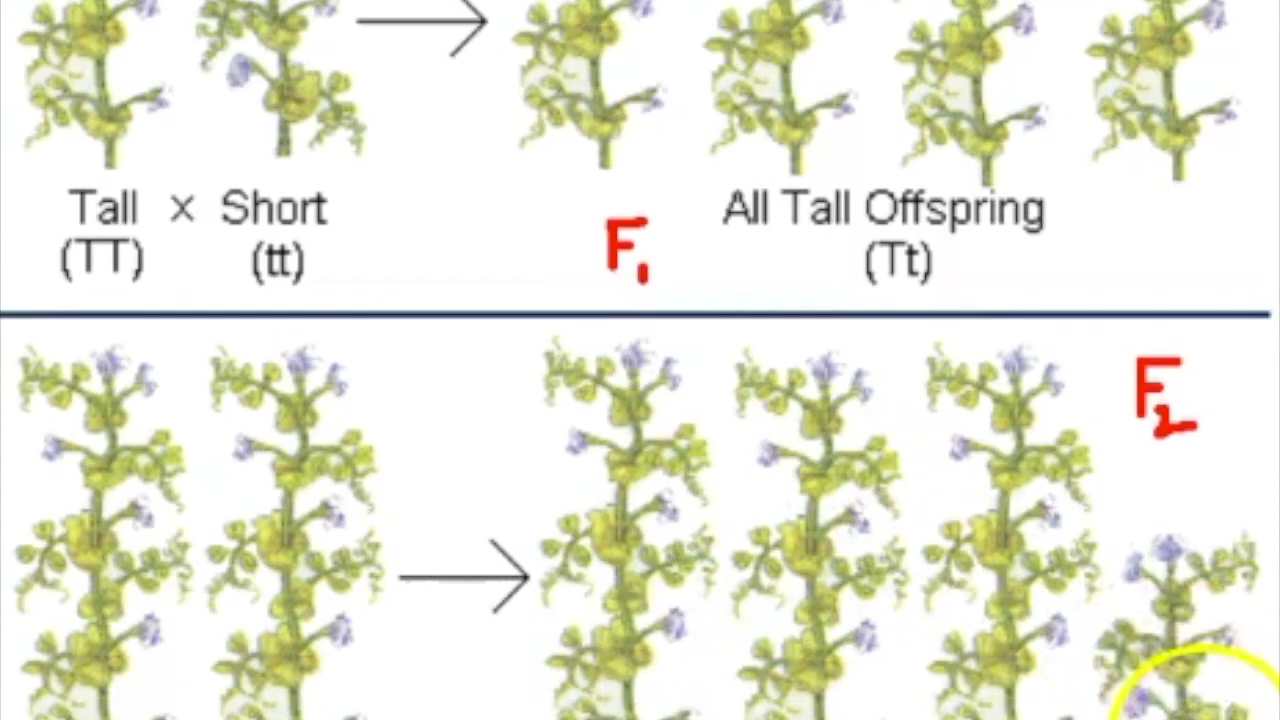 Tall x Short
(TT) (tt)
F1
All Tall Offspring
(Tt)
F2